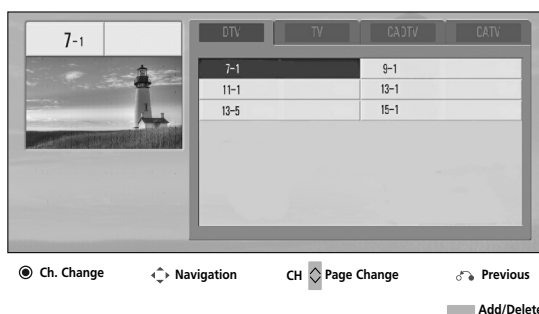 7-1
DTV TV CADTV CATV
7-1 9-1
11-1 13-1
13-5 15-1
Ch. Change Navigation CH Page Change Previous
Add/Delete